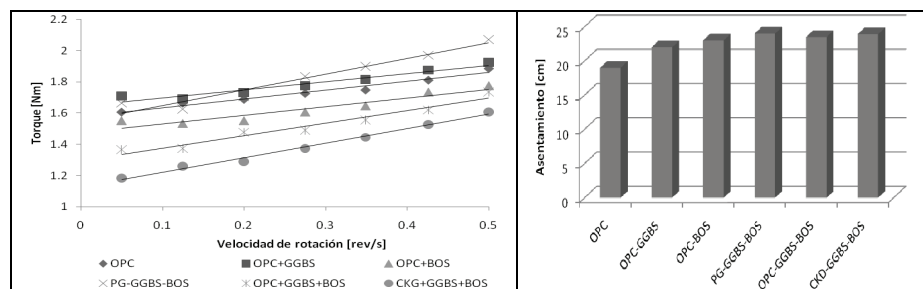 2.2
2
1.8
1.6
1.4
1.2
1
Torque [Nm]
0 0.1 0.2 0.3 0.4 0.5
Velocidad de rotación [rev/s]
OPC OPC+GGBS OPC+BOS
PG-GGBS-BOS OPC+GGBS+BOS CKG+GGBS+BOS
25
20
15
10
5
0
Asentamiento [cm]
OPC
OPC-GGBS
OPC-BOS
PG-GGBS-BOS
OPC-GGBS-BOS
CKD-GGBS-BOS